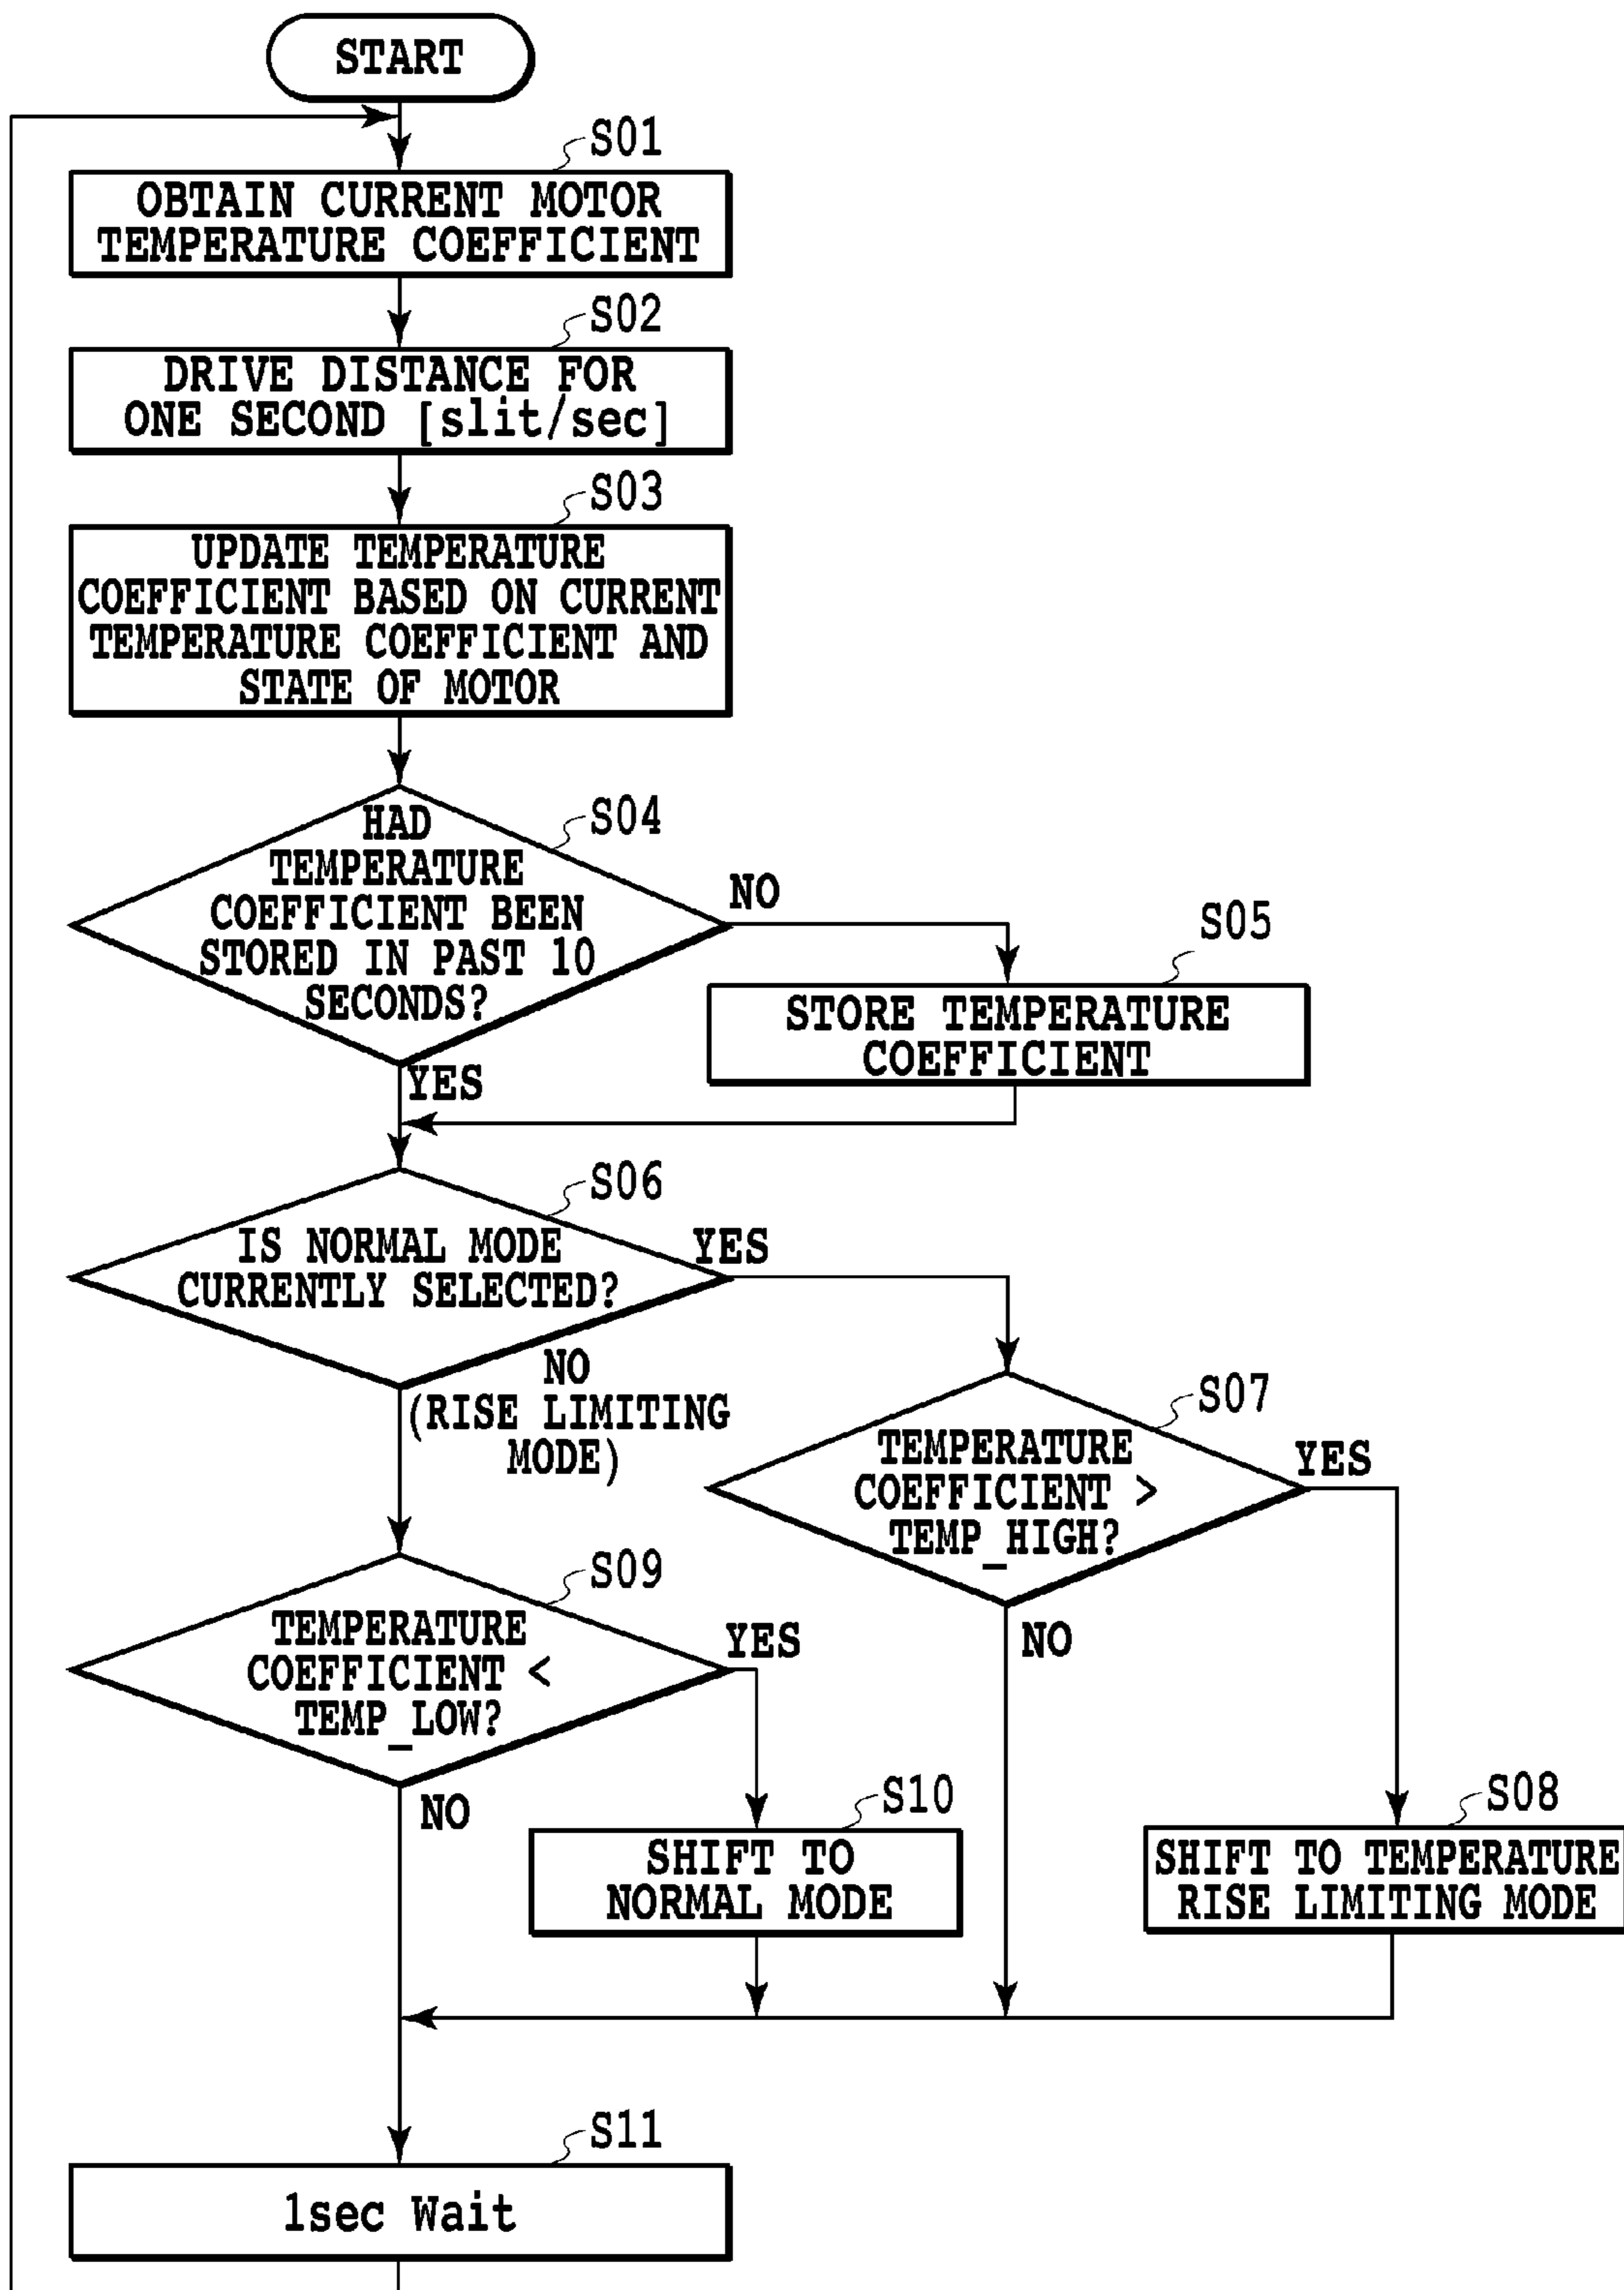 START
S01
OBTAIN CURRENT MOTOR
TEMPERATURE COEFFICIENT
S02
DRIVE DISTANCE FOR
ONE SECOND [slit/sec]
S03
UPDATE TEMPERATURE
COEFFICIENT BASED ON CURRENT
TEMPERATURE COEFFICIENT AND
STATE OF MOTOR
S04
HAD
TEMPERATURE
COEFFICIENT BEEN
STORED IN PAST 10
SECONDS?
NO
YES
S05
STORE TEMPERATURE
COEFFICIENT
S06
IS NORMAL MODE
CURRENTLY SELECTED?
YES
NO
(RISE LIMITING
MODE)
S07
TEMPERATURE
COEFFICIENT >
TEMP_HIGH?
YES
NO
S09
TEMPERATURE
COEFFICIENT <
TEMP_LOW?
YES
NO
S10
SHIFT TO
NORMAL MODE
S08
SHIFT TO TEMPERATURE
RISE LIMITING MODE
S11
1sec Wait